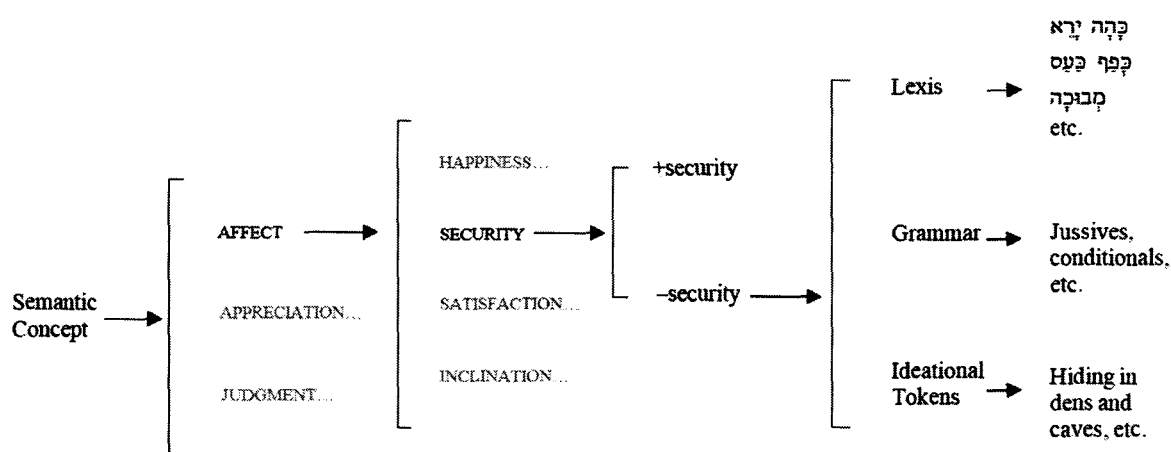 Semantic
Concept
AFFECT
APPRECIATION...
JUDGMENT...
HAPPINESS...
SECURITY
SATISFACTION...
INCLINATION...
+security
–security
Lexis
יָרֵא כָּהָה
כַּעַס כָּפַף
מְבוּכָה
etc.
Grammar
Jussives,
conditionals,
etc.
Ideational
Tokens
Hiding in
dens and
caves, etc.